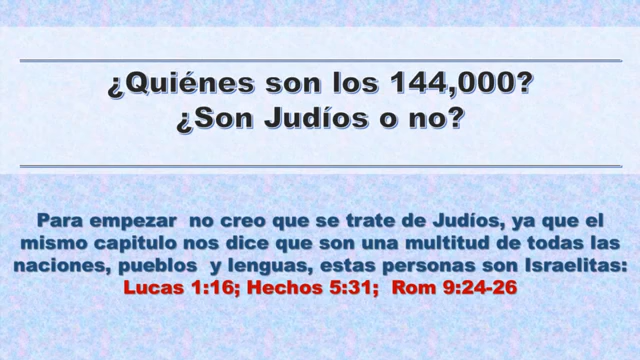 ¿Quiénes son los 144,000?
¿Son Judíos o no?
Para empezar  no creo que se trate de Judíos, ya que el
mismo capitulo nos dice que son una multitud de todas las
naciones, pueblos  y lenguas, estas personas son Israelitas:
Lucas 1:16; Hechos 5:31;  Rom 9:24-26